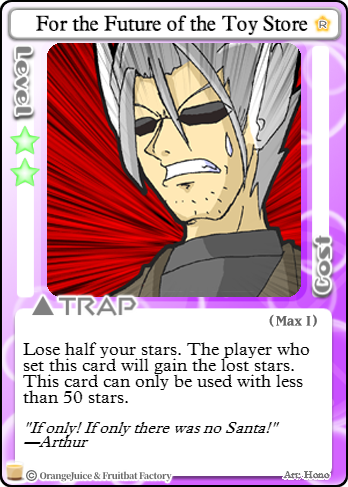 For the Future of the Toy Store R
Level
Cost
TRAP
(Max 1)
Lose half your stars. The player who
set this card will gain the lost stars.
This card can only be used with less
than 50 stars.
"If only! If only there was no Santa!"
—Arthur
© OrangeJuice & Fruitbat Factory
Art: Hono